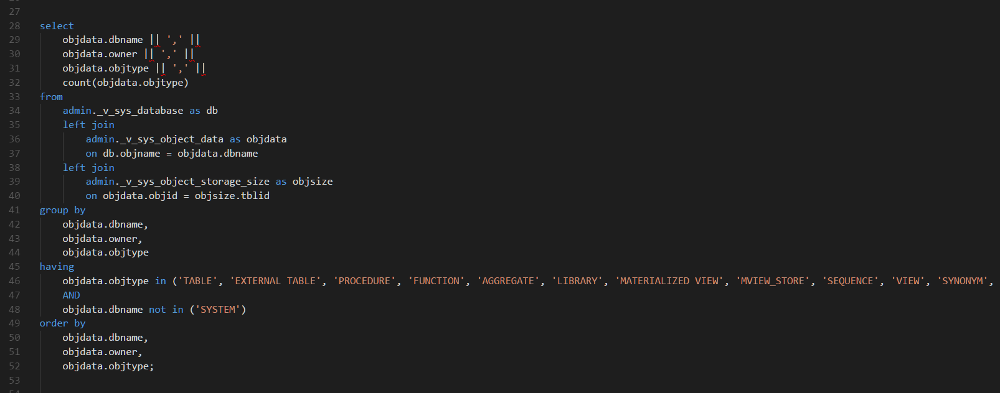 27
28 select
29 objdata.dbname || ',' ||
30 objdata.owner || ',' ||
31 objdata.objtype || ',' ||
32 count(objdata.objtype)
33 from
34 admin._v_sys_database as db
35 left join
36 admin._v_sys_object_data as objdata
37 on db.objname = objdata.dbname
38 left join
39 admin._v_sys_object_storage_size as objsize
40 on objdata.objid = objsize.tblid
41 group by
42 objdata.dbname,
43 objdata.owner,
44 objdata.objtype
45 having
46 objdata.objtype in ('TABLE', 'EXTERNAL TABLE', 'PROCEDURE', 'FUNCTION', 'AGGREGATE', 'LIBRARY', 'MATERIALIZED VIEW', 'MVIEW_STORE', 'SEQUENCE', 'VIEW', 'SYNONYM',
47 AND
48 objdata.dbname not in ('SYSTEM')
49 order by
50 objdata.dbname,
51 objdata.owner,
52 objdata.objtype;
53